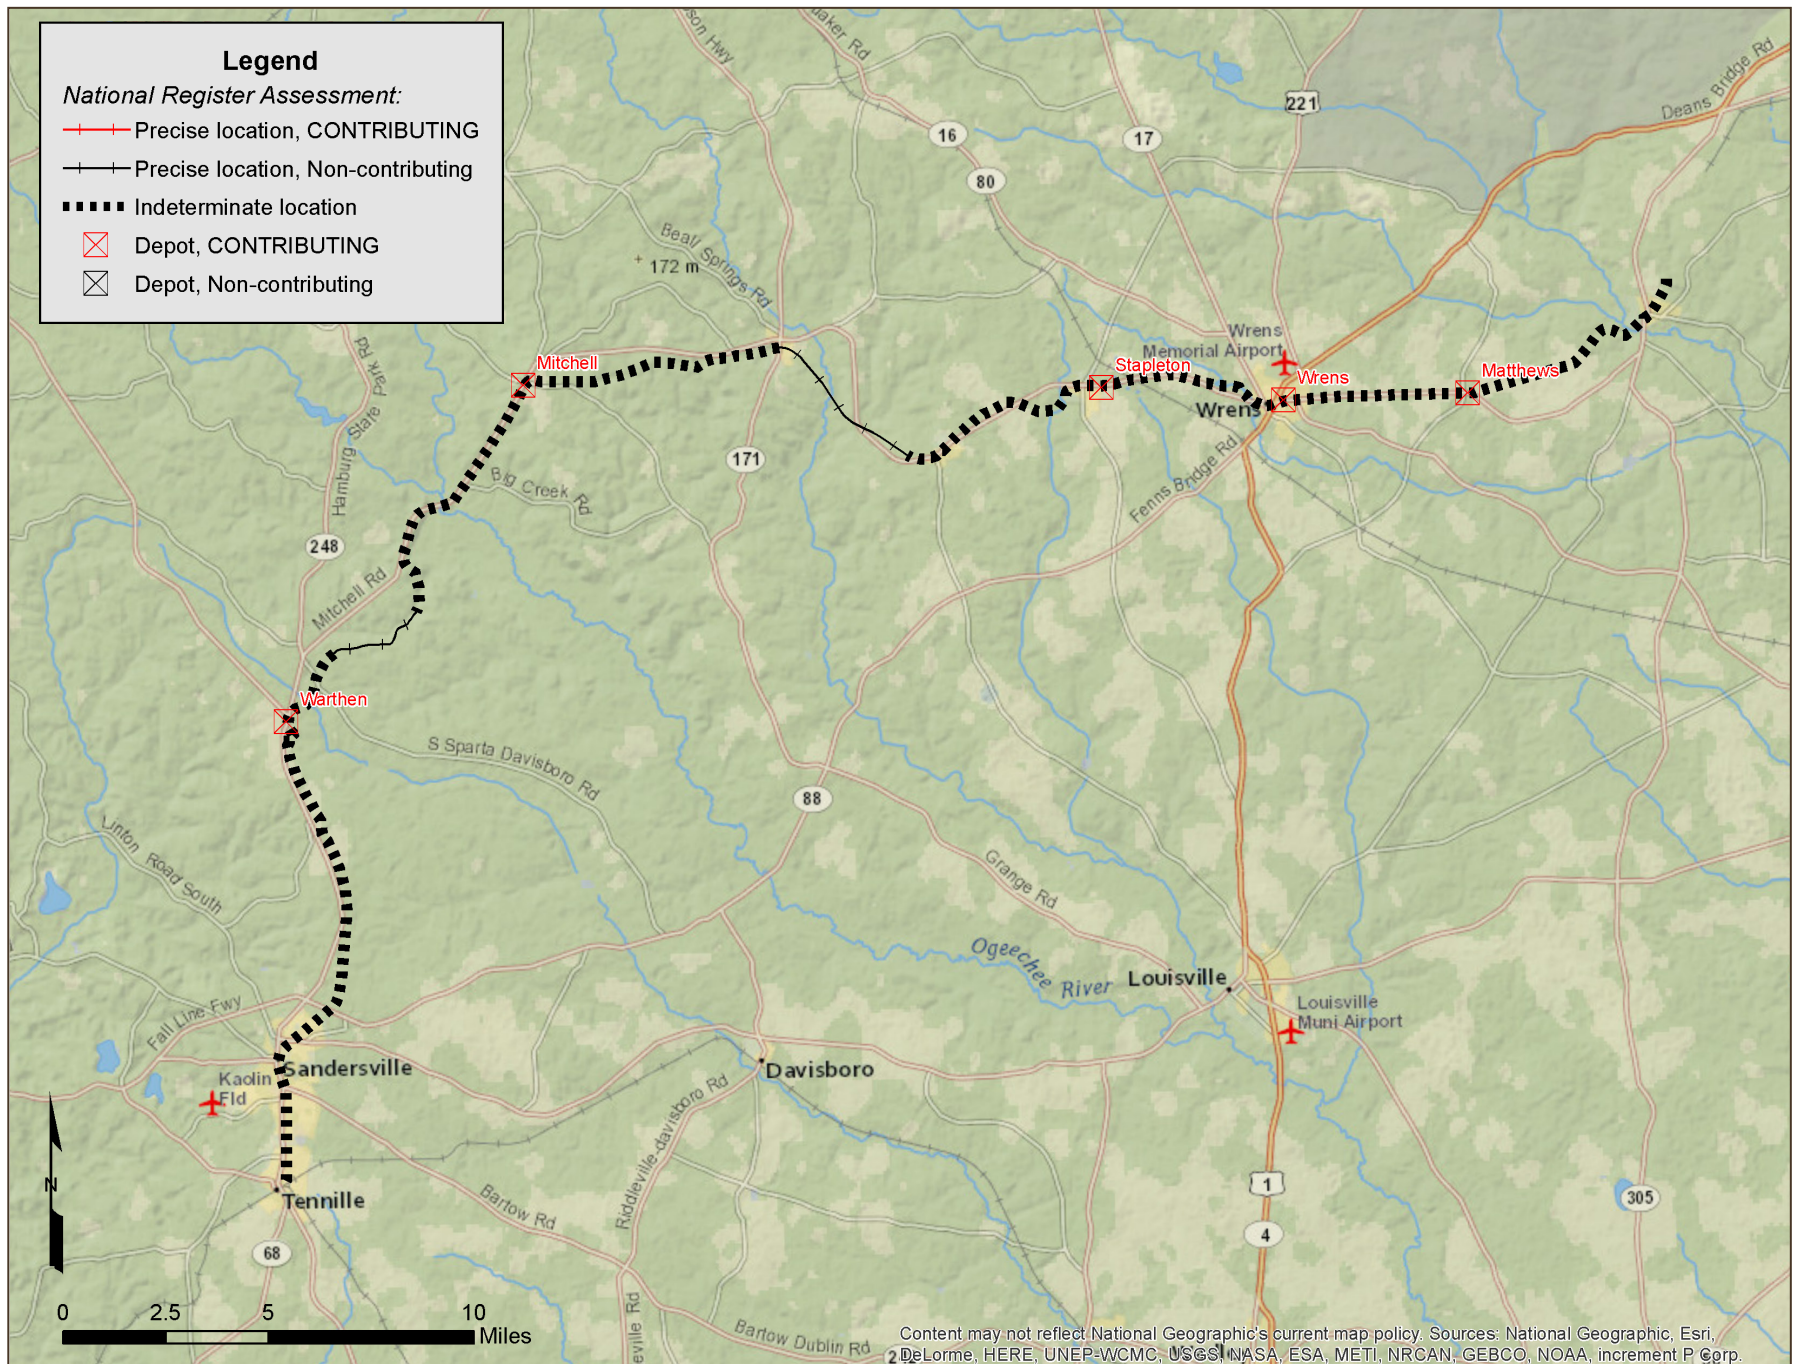 Legend
National Register Assessment:
Precise location, CONTRIBUTING
Precise location, Non-contributing
Indeterminate location
Depot, CONTRIBUTING
Depot, Non-contributing
son Hwy
uaker Rd
16
80
17
221
Deans Bridge Rd
Beall Springs Rd
172 m
Hamburg State Park Rd
Mitchell
Wrens
Memorial Airport
Stapleton
Wrens
Matthews
Wrens
171
Big Creek Rd
Fenns Bridge Rd
248
Mitchell Rd
Warthen
S Sparta Davisboro Rd
88
Linton Road South
Grange Rd
Ogeechee River
Louisville
Louisville
Muni Airport
Fall Line Fwy
Sandersville
Kaolin
Fld
Davisboro
Riddleville-davisboro Rd
N
Tennille
Bartow Rd
1
305
4
68
0 2.5 5 10
Miles
eville Rd
Bartow Dublin Rd
Content may not reflect National Geographic's current map policy. Sources: National Geographic, Esri,
DeLorme, HERE, UNEP-WCMC, USGS, NASA, ESA, METI, NRCAN, GEBCO, NOAA, increment P Corp.